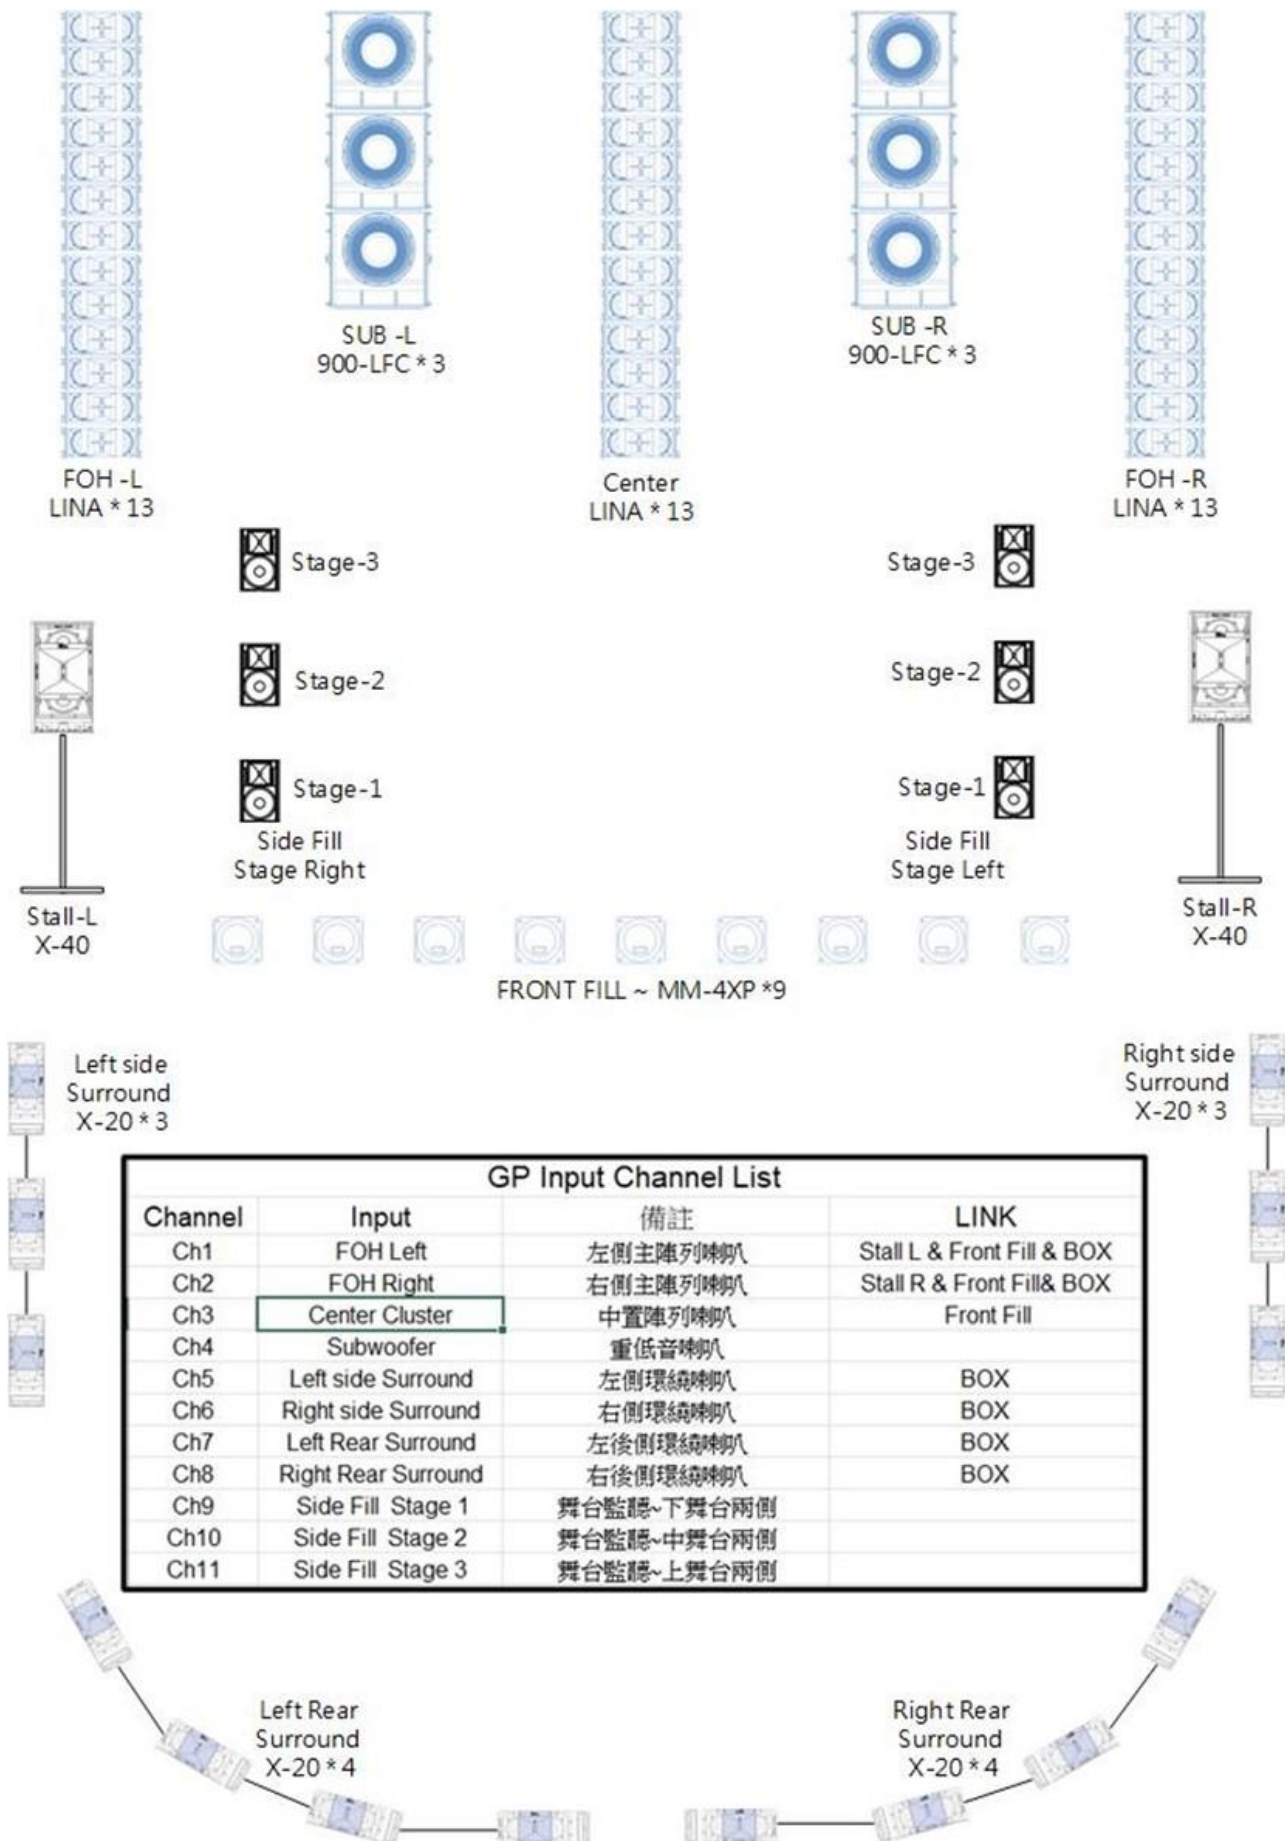 SUB -L
900-LFC * 3
SUB -R
900-LFC * 3
FOH -L
LINA * 13
Center
LINA * 13
FOH -R
LINA * 13
Stage-3
Stage-3
Stage-2
Stage-2
Stage-1
Stage-1
Side Fill
Stage Right
Side Fill
Stage Left
Stall-L
X-40
Stall-R
X-40
FRONT FILL ~ MM-4XP *9
Left side
Surround
X-20 * 3
Right side
Surround
X-20 * 3
GP Input Channel List
Channel Input 備註 LINK
Ch1 FOH Left 左側主陣列喇叭 Stall L & Front Fill & BOX
Ch2 FOH Right 右側主陣列喇叭 Stall R & Front Fill& BOX
Ch3 Center Cluster 中置陣列喇叭 Front Fill
Ch4 Subwoofer 重低音喇叭
Ch5 Left side Surround 左側環繞喇叭 BOX
Ch6 Right side Surround 右側環繞喇叭 BOX
Ch7 Left Rear Surround 左後側環繞喇叭 BOX
Ch8 Right Rear Surround 右後側環繞喇叭 BOX
Ch9 Side Fill Stage 1 舞台監聽~下舞台兩側
Ch10 Side Fill Stage 2 舞台監聽~中舞台兩側
Ch11 Side Fill Stage 3 舞台監聽~上舞台兩側
Left Rear
Surround
X-20 * 4
Right Rear
Surround
X-20 * 4